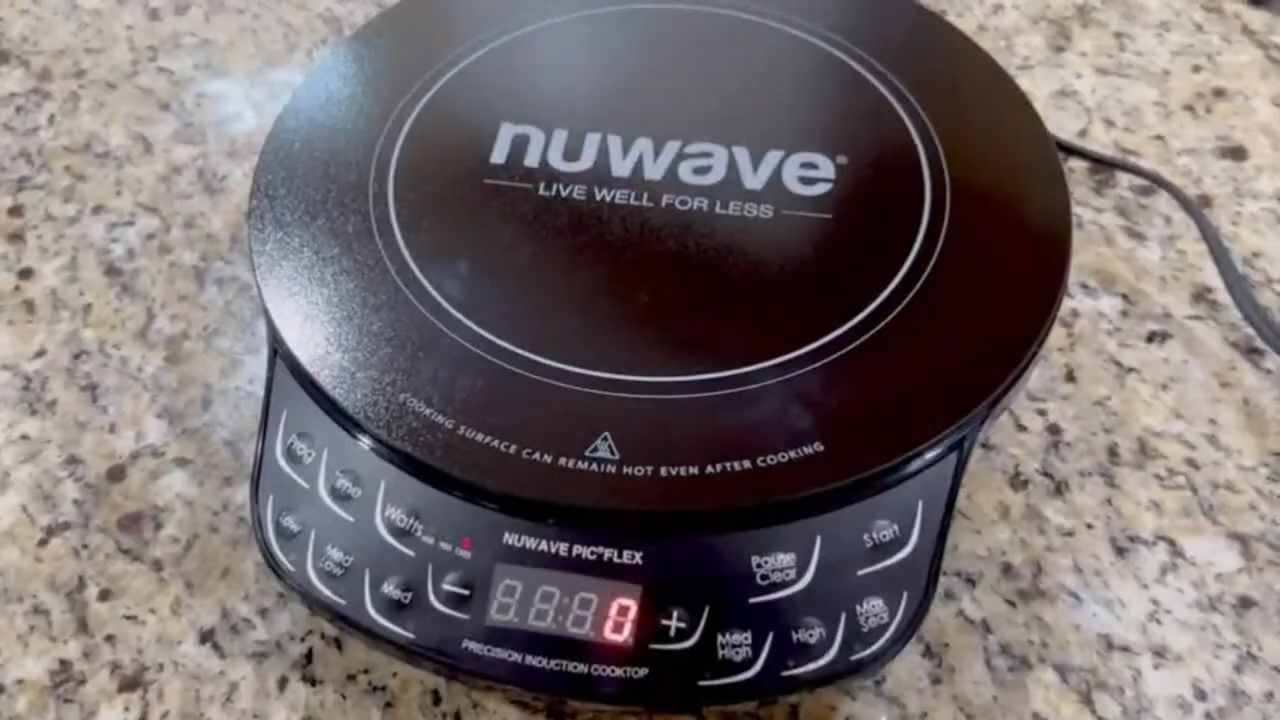 nuwave
LIVE WELL FOR LESS
COOKING SURFACE CAN REMAIN HOT EVEN AFTER COOKING
Prog
Time
Watts
NUWAVE PIC®FLEX
Pause
Clear
Start
Low
Med
Low
Med
−
0
+
Med
High
High
Max
Sear
PRECISION INDUCTION COOKTOP